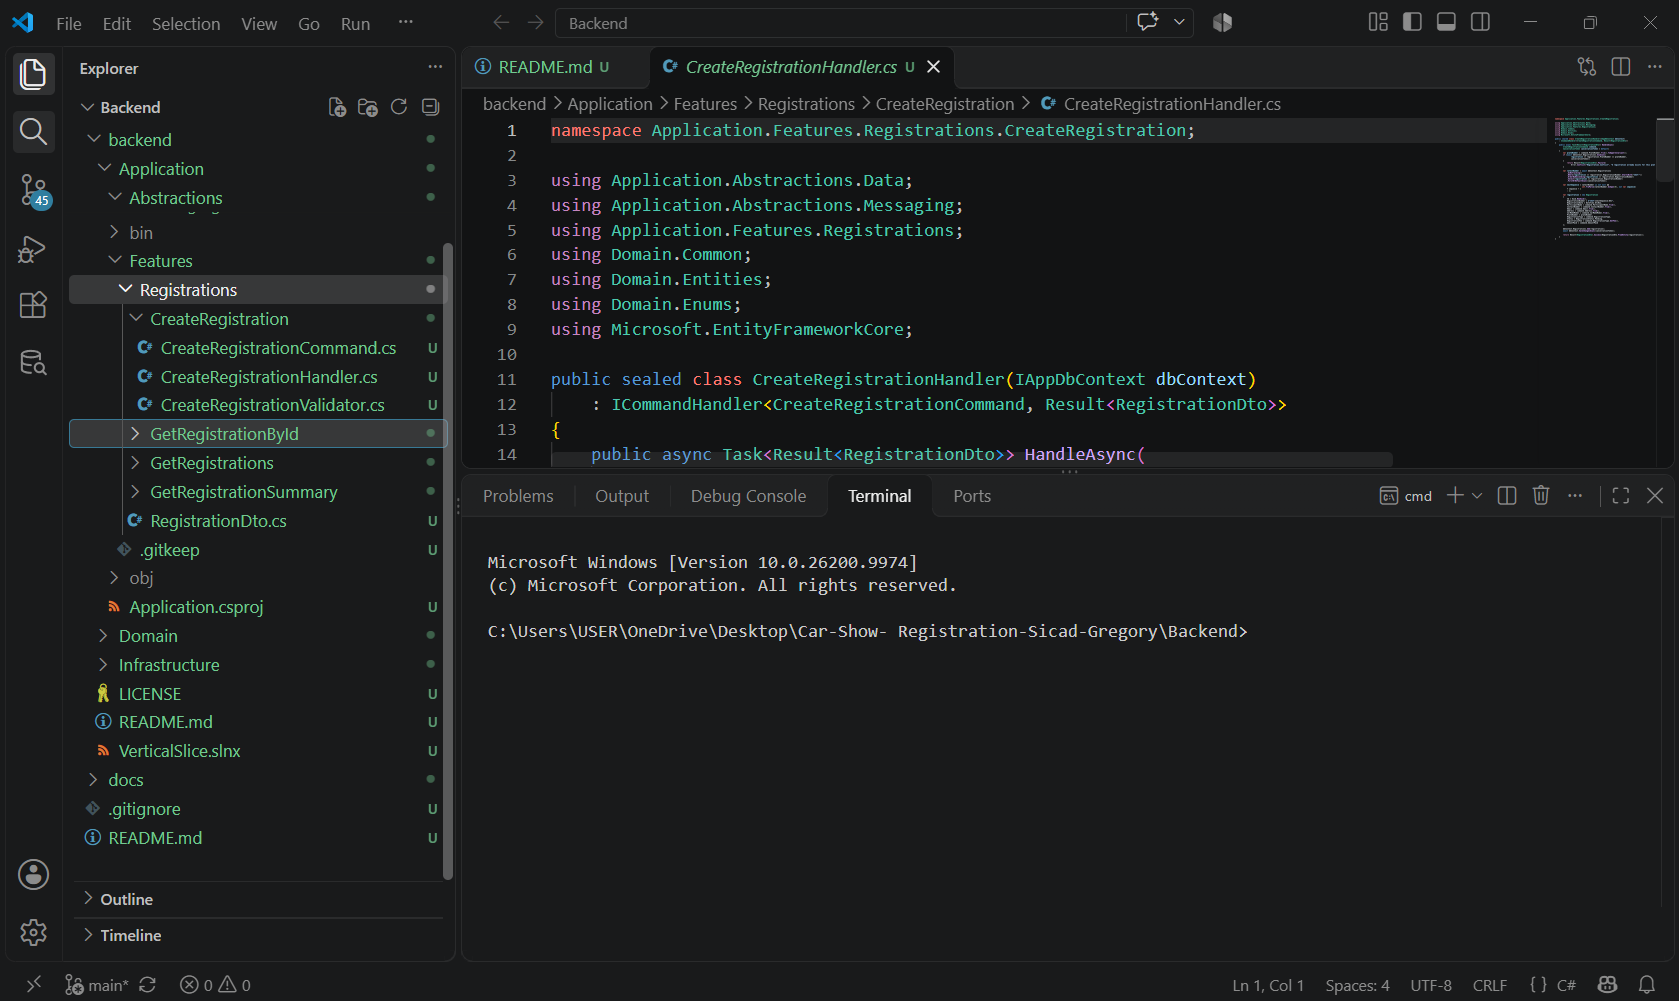 File Edit Selection View Go Run ···
Backend
Explorer
README.md U
CreateRegistrationHandler.cs U
Backend
backend
Application
Abstractions
bin
Features
Registrations
CreateRegistration
CreateRegistrationCommand.cs U
CreateRegistrationHandler.cs U
CreateRegistrationValidator.cs U
GetRegistrationById
GetRegistrations
GetRegistrationSummary
RegistrationDto.cs U
.gitkeep U
obj
Application.csproj U
Domain
Infrastructure
LICENSE U
README.md U
VerticalSlice.slnx U
docs
.gitignore U
README.md U
Outline
Timeline
45
backend > Application > Features > Registrations > CreateRegistration > CreateRegistrationHandler.cs
1 namespace Application.Features.Registrations.CreateRegistration;
2
3 using Application.Abstractions.Data;
4 using Application.Abstractions.Messaging;
5 using Application.Features.Registrations;
6 using Domain.Common;
7 using Domain.Entities;
8 using Domain.Enums;
9 using Microsoft.EntityFrameworkCore;
10
11 public sealed class CreateRegistrationHandler(IAppDbContext dbContext)
12 : ICommandHandler<CreateRegistrationCommand, Result<RegistrationDto>>
13 {
14 public async Task<Result<RegistrationDto>> HandleAsync(
Problems Output Debug Console Terminal Ports
cmd
Microsoft Windows [Version 10.0.26200.9974]
(c) Microsoft Corporation. All rights reserved.
C:\Users\USER\OneDrive\Desktop\Car-Show- Registration-Sicad-Gregory\Backend>
main* 0 0
Ln 1, Col 1 Spaces: 4 UTF-8 CRLF { } C#